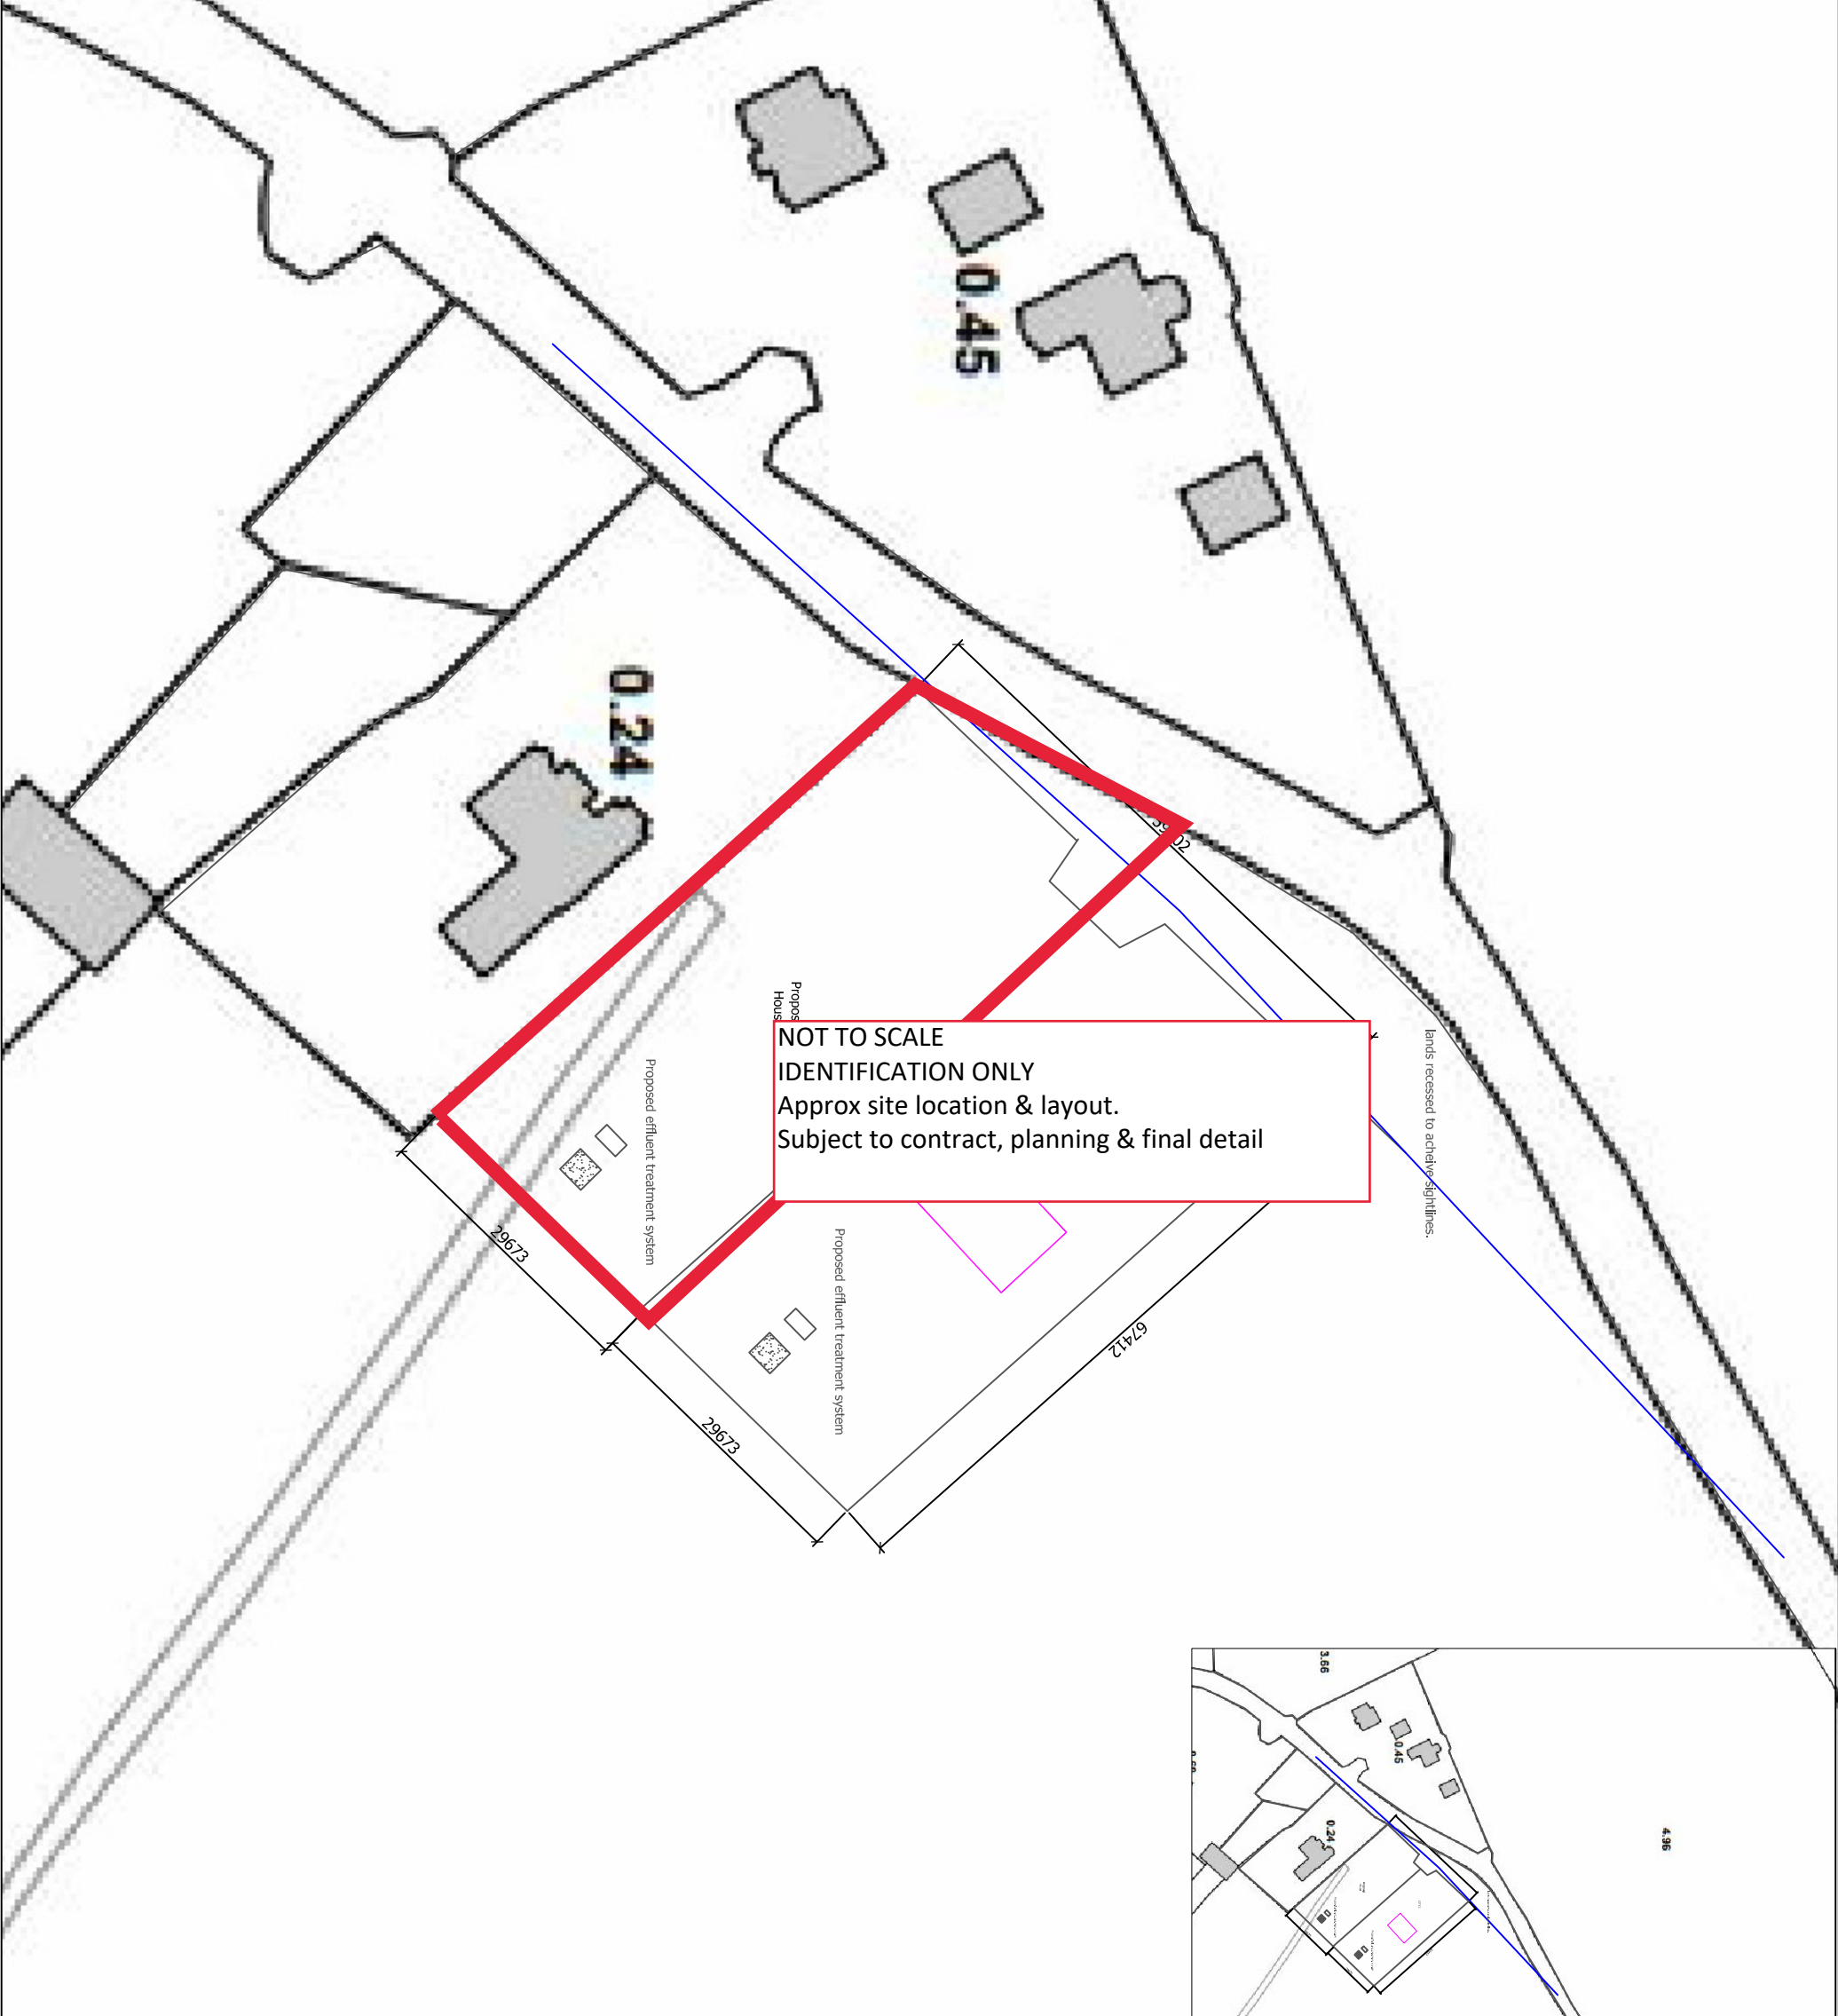 0.45
0.24
Propos
Hous
NOT TO SCALE
IDENTIFICATION ONLY
Approx site location & layout.
Subject to contract, planning & final detail
lands recessed to acheive sightlines.
Proposed effluent treatment system
Proposed effluent treatment system
29673
29673
67412
3.66
0.45
0.24
4.96